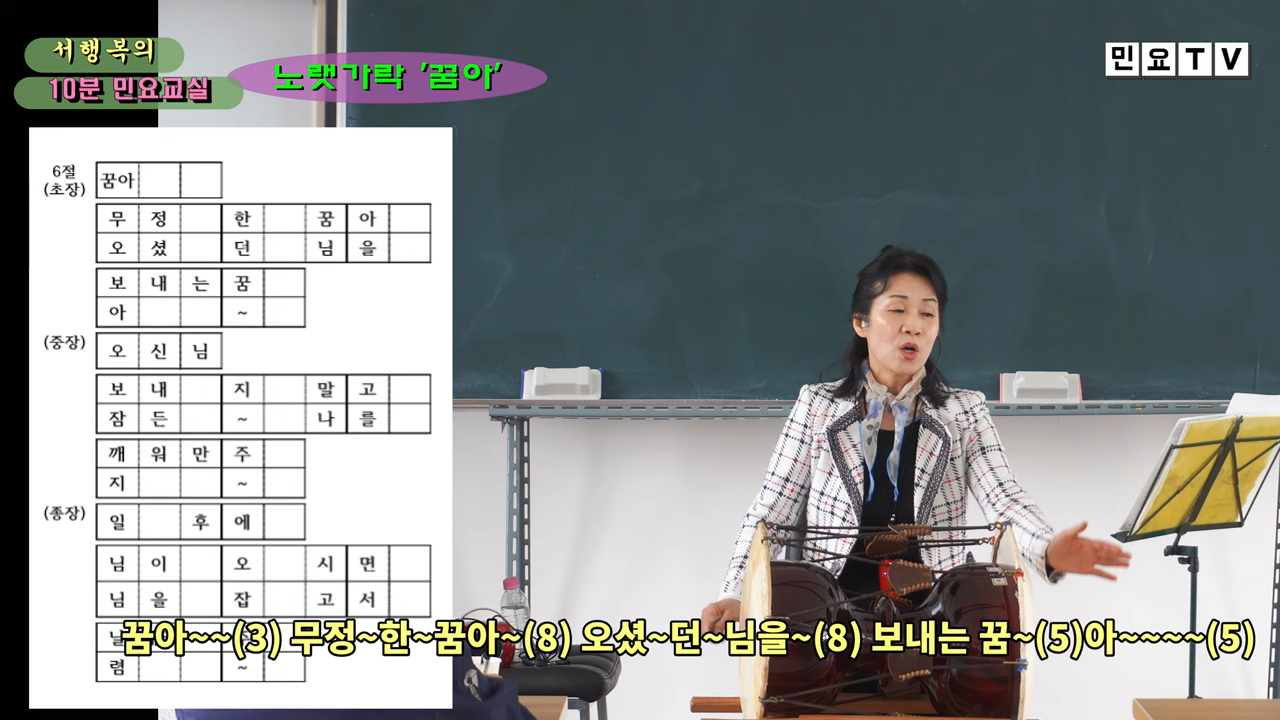 서행복의
10분 민요교실
노랫가락 '꿈아'
민요TV
6절
(초장)
꿈아
무 정 한 꿈 아
오 셨 던 님 을
보 내 는 꿈
아 ~
(중장)
오 신 님
보 내 지 말 고
잠 든 ~ 나 를
깨 워 만 주
지 ~
(종장)
일 후 에
님 이 오 시 면
님 을 잡 고 서
렴 ~
꿈아~~(3) 무정~한~꿈아~(8) 오셨~던~님을~(8) 보내는 꿈~(5)아~~~~(5)